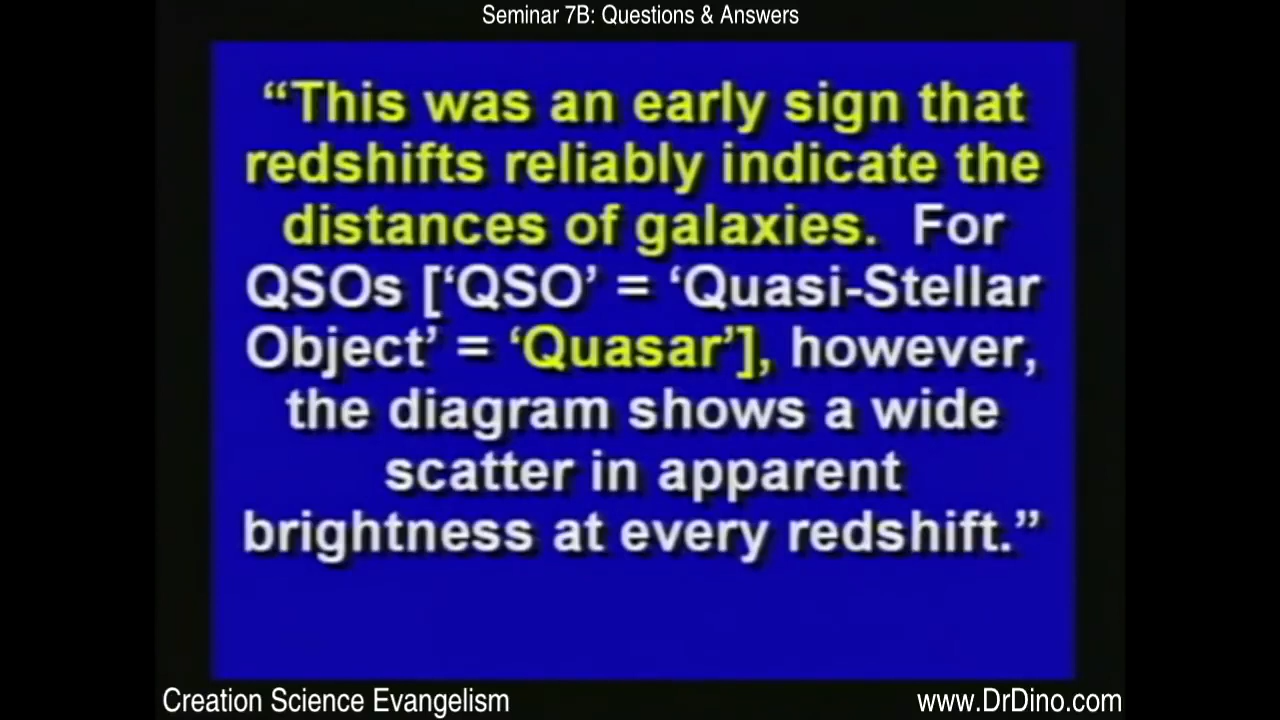 Seminar 7B: Questions & Answers
“This was an early sign that
redshifts reliably indicate the
distances of galaxies. For
QSOs [‘QSO’ = ‘Quasi-Stellar
Object’ = ‘Quasar’], however,
the diagram shows a wide
scatter in apparent
brightness at every redshift.”
Creation Science Evangelism
www.DrDino.com